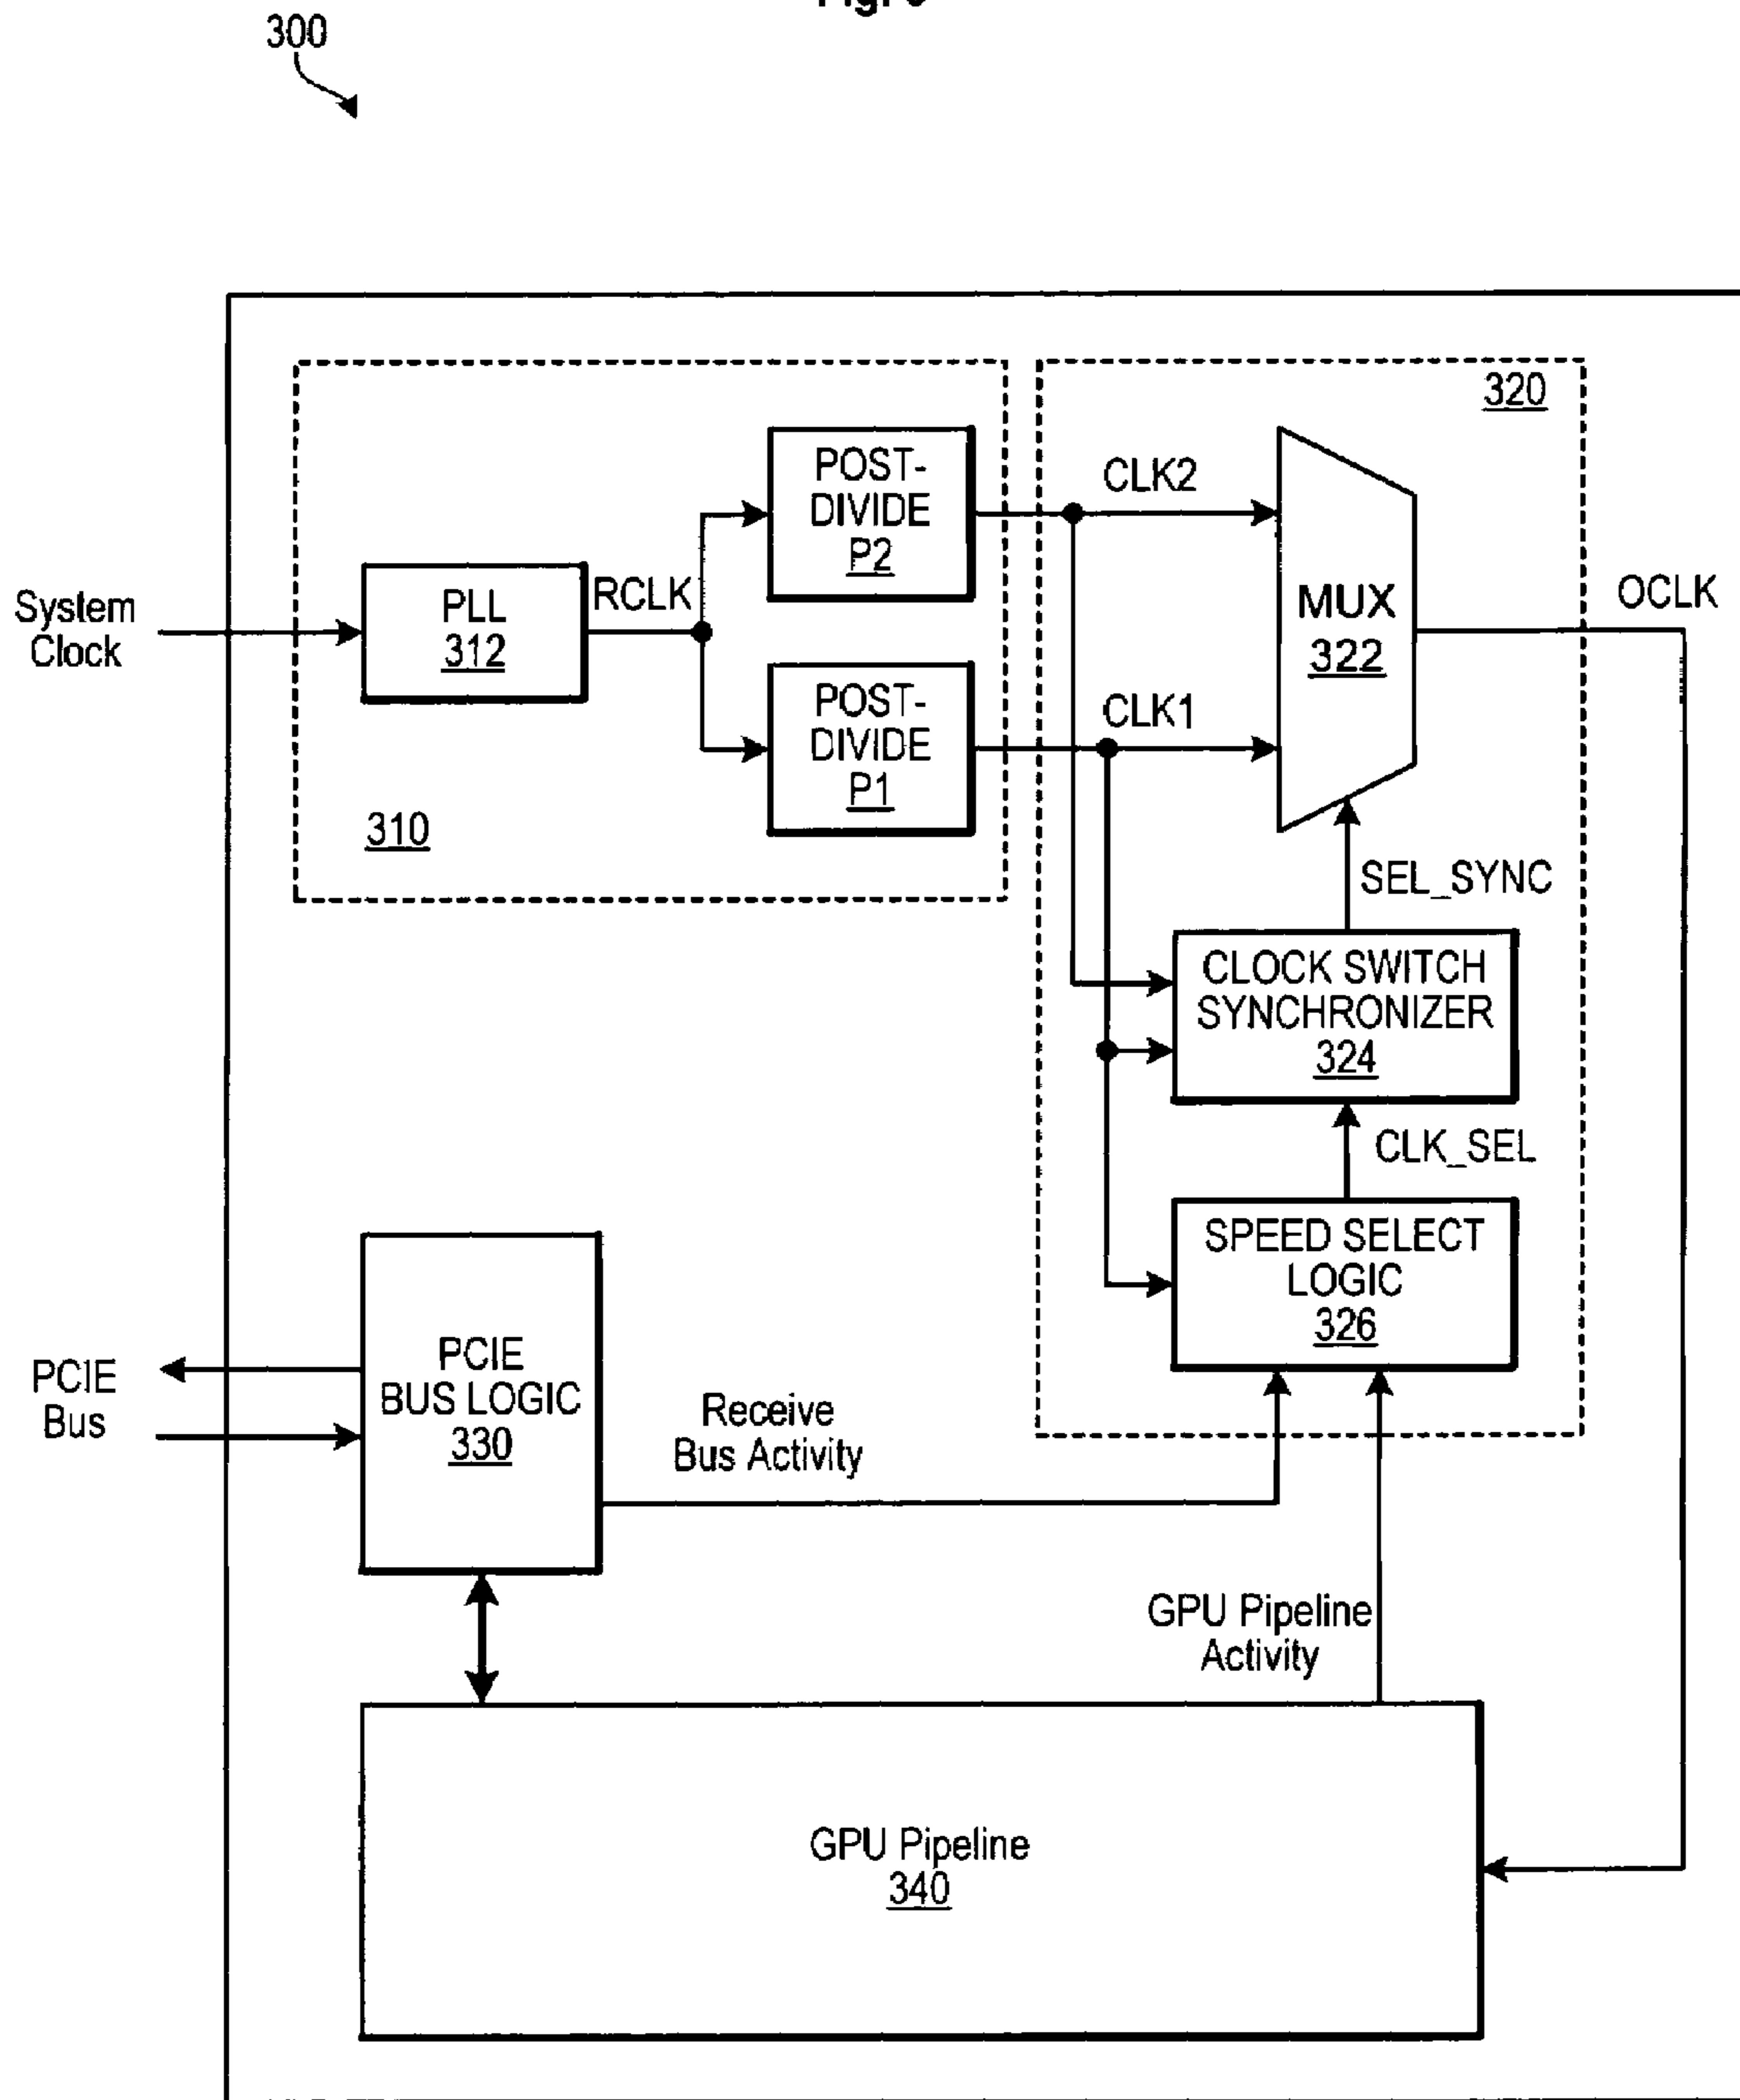 300
POST-
DIVIDE
P2
PLL
312
RCLK
POST-
DIVIDE
P1
310
System
Clock
320
CLK2
CLK1
MUX
322
OCLK
SEL_SYNC
CLOCK SWITCH
SYNCHRONIZER
324
CLK_SEL
SPEED SELECT
LOGIC
326
PCIE
Bus
PCIE
BUS LOGIC
330
Receive
Bus Activity
GPU Pipeline
Activity
GPU Pipeline
340